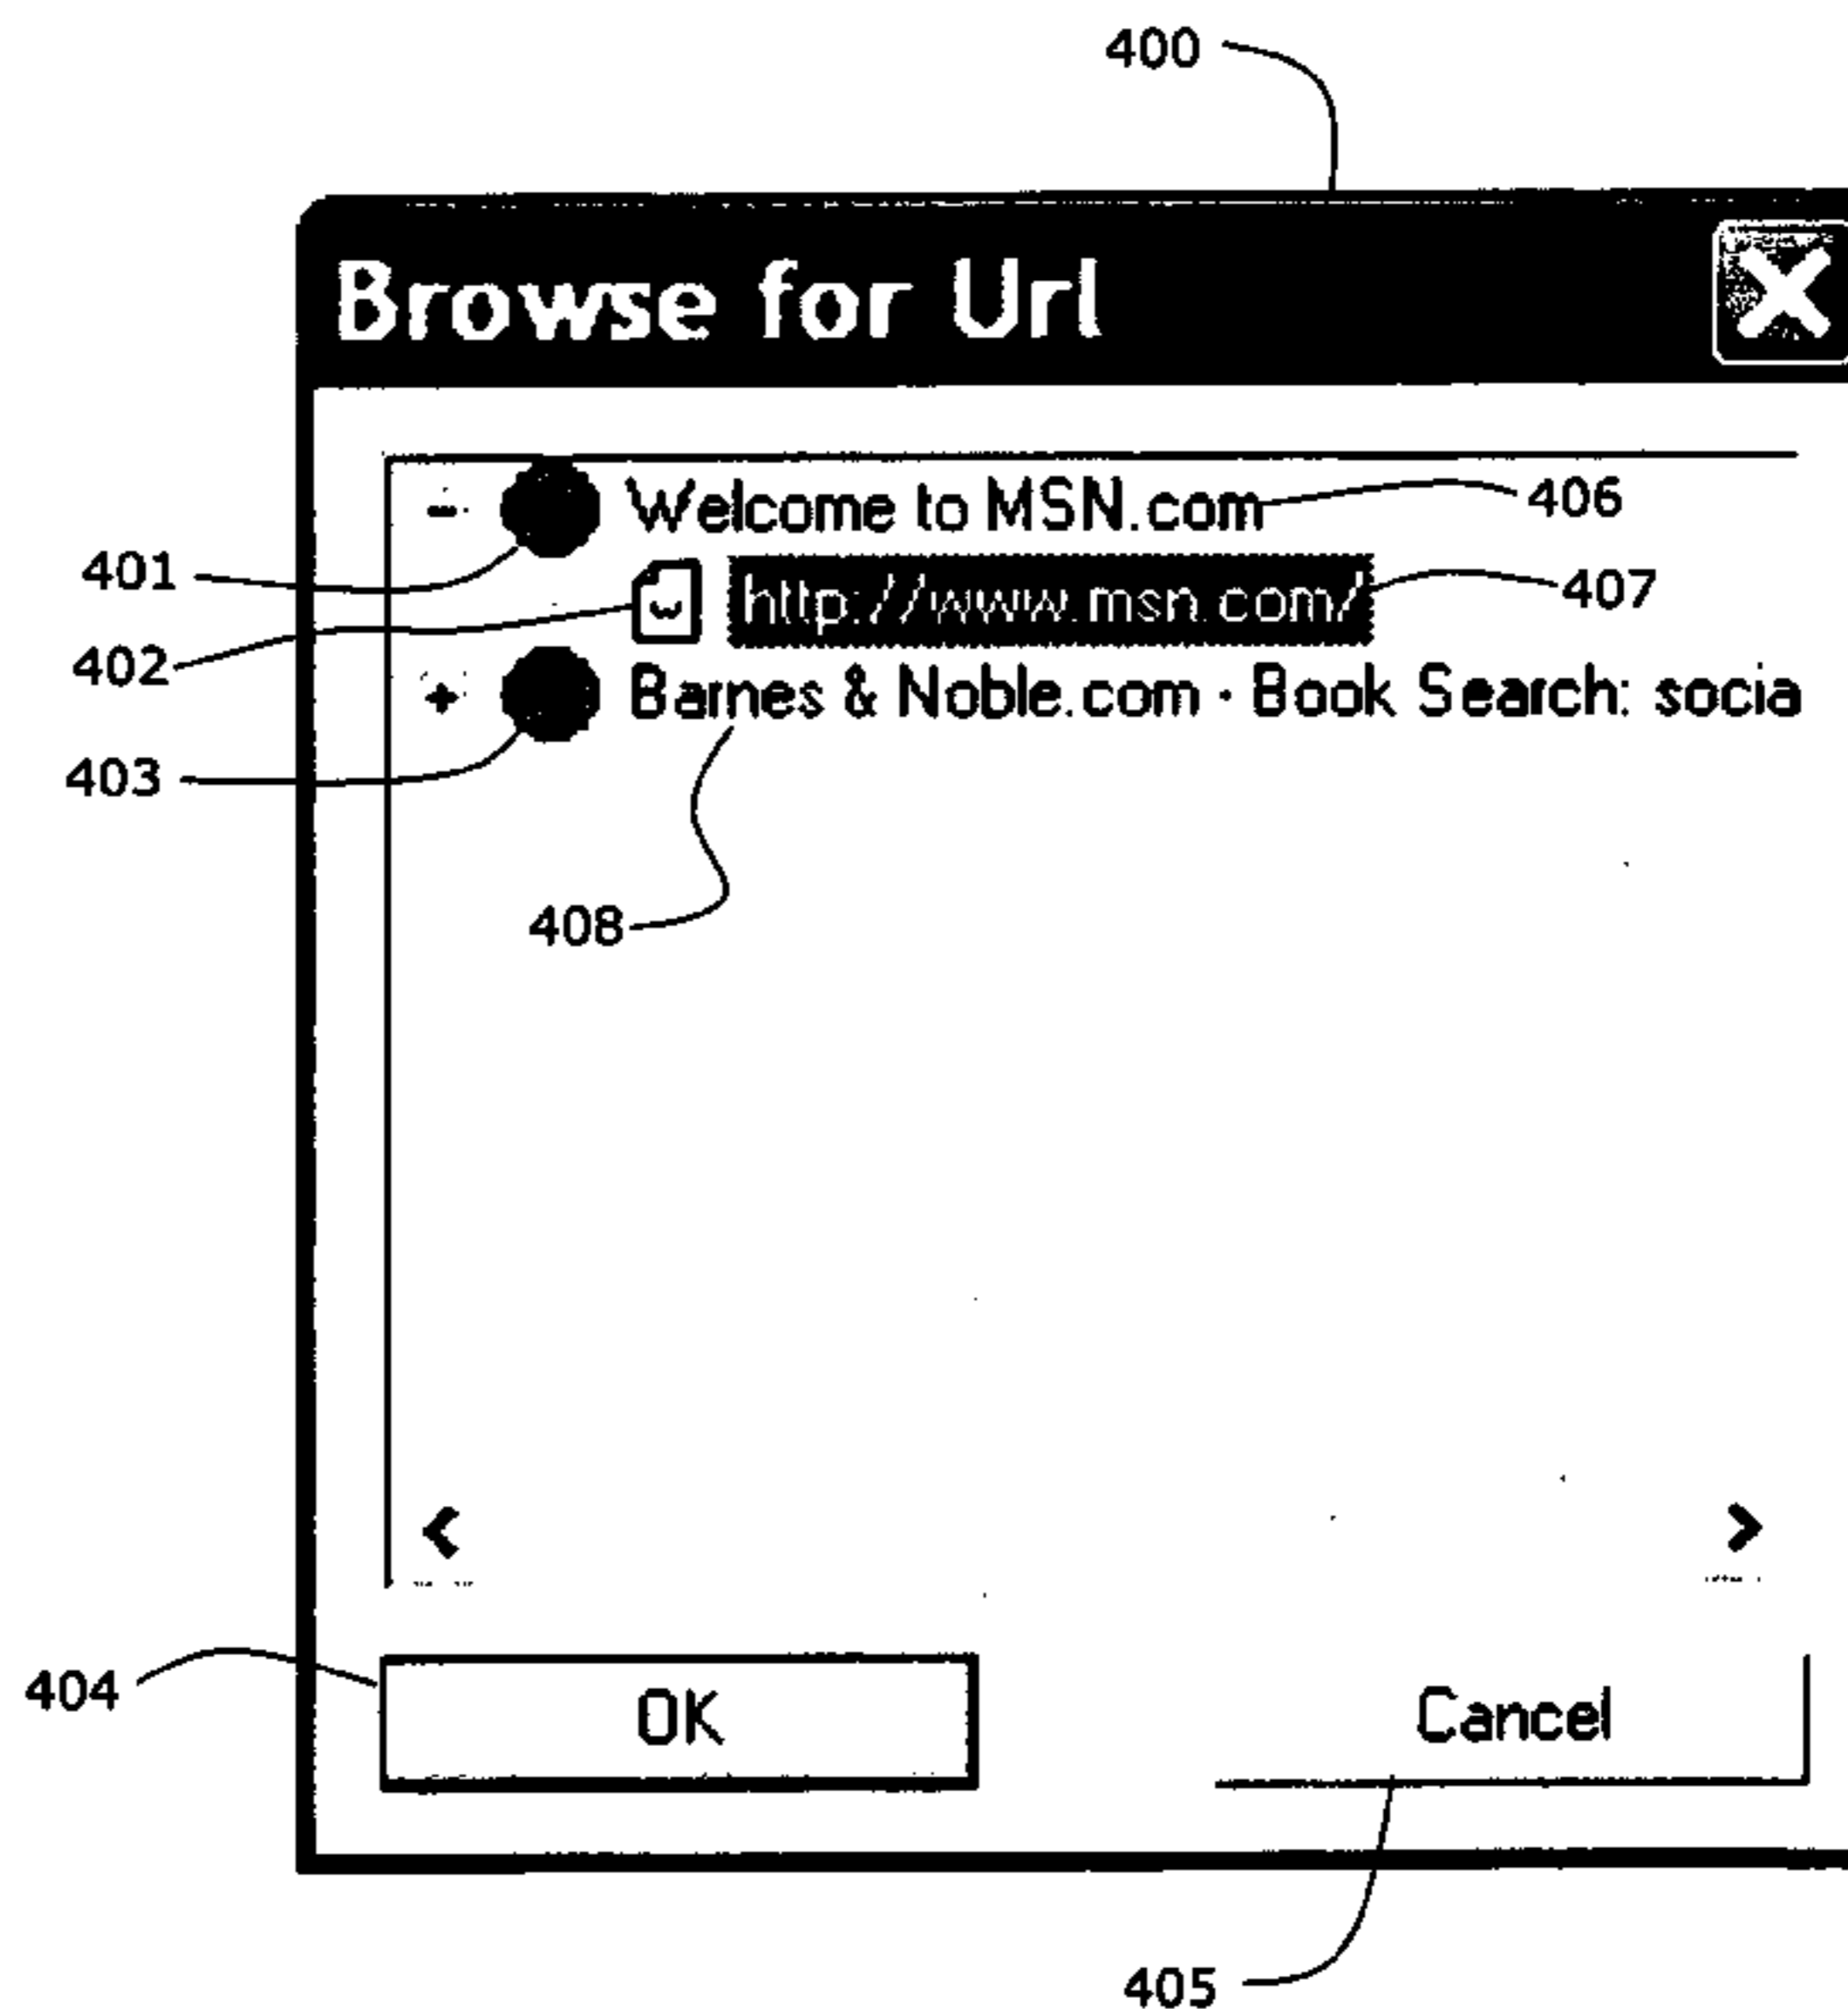 400
Browse for Url
Welcome to MSN.com 406
401
http://www.msn.com/ 407
402
Barnes & Noble.com - Book Search: socia
403
408
404
OK Cancel
405